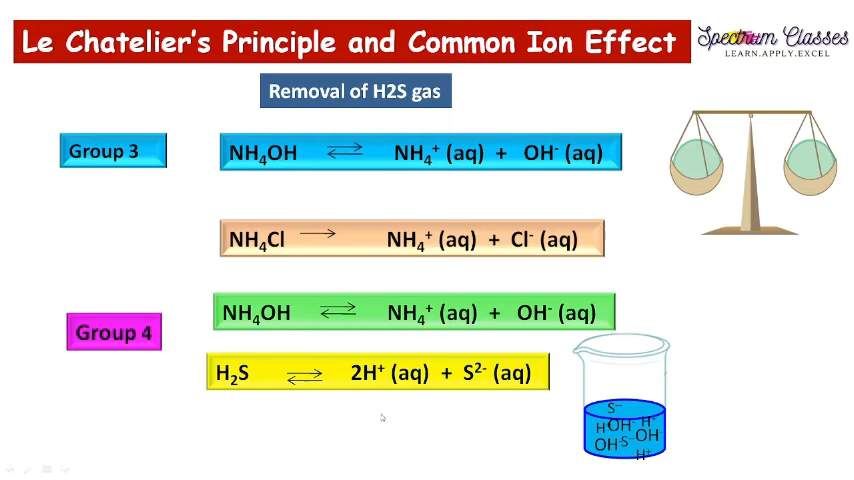 Le Chatelier's Principle and Common Ion Effect
Spectrum Classes
LEARN.APPLY.EXCEL
Removal of H2S gas
Group 3
NH₄OH ⇌ NH₄⁺ (aq) + OH⁻ (aq)
NH₄Cl → NH₄⁺ (aq) + Cl⁻ (aq)
Group 4
NH₄OH ⇌ NH₄⁺ (aq) + OH⁻ (aq)
H₂S ⇌ 2H⁺ (aq) + S²⁻ (aq)
S⁻⁻
H⁺ OH⁻ H⁺
OH⁻ S⁻⁻ OH⁻
H⁺